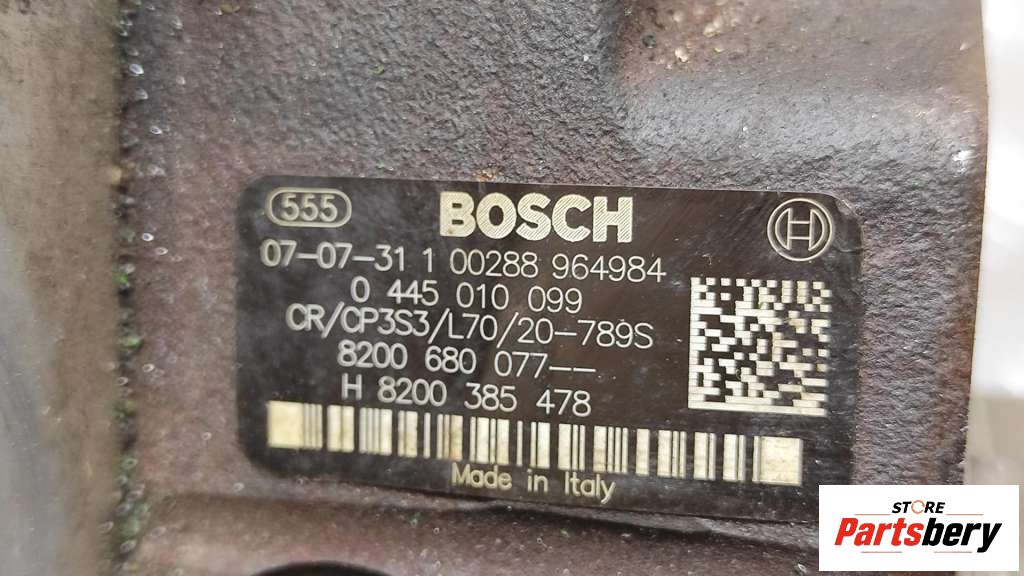 555
BOSCH
07-07-31 1 00288 964984
0 445 010 099
CR/CP3S3/L70/20-789S
8200 680 077--
H 8200 385 478
Made in Italy
STORE
Partsbery